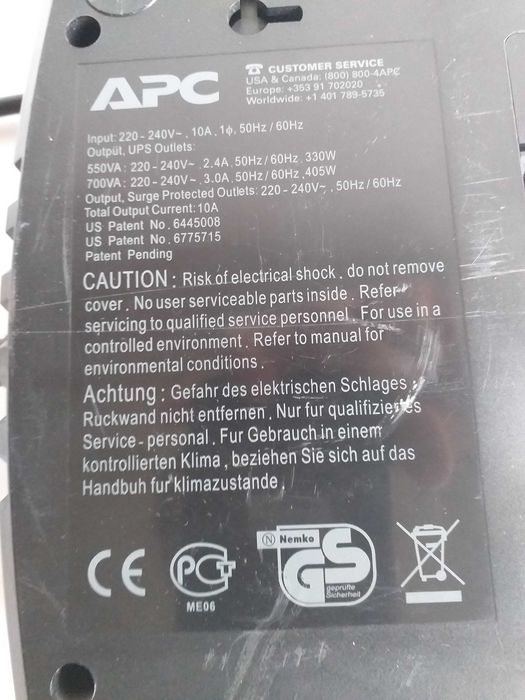 APC
CUSTOMER SERVICE
USA & Canada: (800) 800-4APC
Europe: +353 91 702020
Worldwide: +1 401 789-5735
Input: 220 - 240V~ , 10A , 1ϕ, 50Hz / 60Hz
Output, UPS Outlets:
550VA : 220 - 240V~ , 2.4A , 50Hz / 60Hz , 330W
700VA : 220 - 240V~ , 3.0A , 50Hz / 60Hz , 405W
Output, Surge Protected Outlets: 220 - 240V~ , 50Hz / 60Hz
Total Output Current: 10A
US Patent No . 6445008
US Patent No . 6775715
Patent Pending
CAUTION : Risk of electrical shock , do not remove
cover . No user serviceable parts inside . Refer
servicing to qualified service personnel . For use in a
controlled environment . Refer to manual for
environmental conditions .
Achtung : Gefahr des elektrischen Schlages .
Ruckwand nicht entfernen . Nur fur qualifiziertes
Service - personal . Fur Gebrauch in einem
kontrollierten Klima , beziehen Sie sich auf das
Handbuh fur klimazustande .
CE
PCT
ME06
N Nemko
GS
geprüfte
Sicherheit